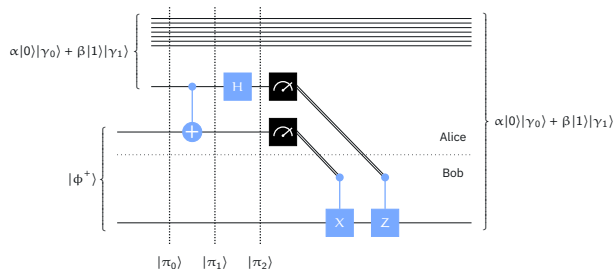 α|0⟩|γ₀⟩ + β|1⟩|γ₁⟩
H
α|0⟩|γ₀⟩ + β|1⟩|γ₁⟩
Alice
Bob
|ϕ⁺⟩
X
Z
|π₀⟩
|π₁⟩
|π₂⟩